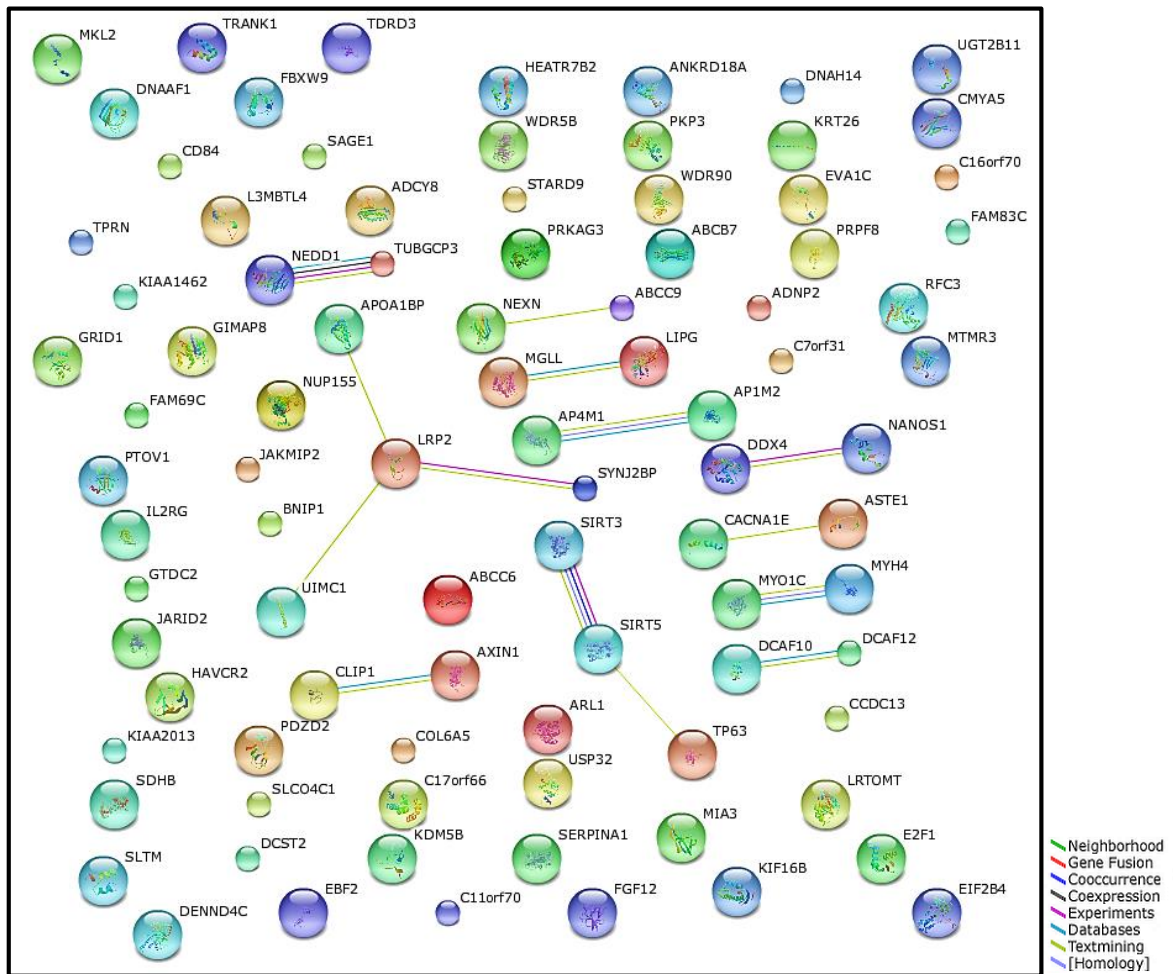 MKL2
TRANK1
TDRD3
UGT2B11
HEATR7B2
ANKRD18A
DNAH14
DNAAF1
FBXW9
CMYA5
WDR5B
PKP3
KRT26
CD84
SAGE1
C16orf70
L3MBTL4
ADCY8
STARD9
WDR90
EVA1C
FAM83C
TPRN
PRKAG3
ABCB7
PRPF8
NEDD1
TUBGCP3
KIAA1462
APOA1BP
NEXN
ABCC9
ADNP2
RFC3
GRID1
GIMAP8
MGLL
LIPG
C7orf31
MTMR3
NUP155
FAM69C
AP4M1
AP1M2
NANOS1
DDX4
LRP2
PTOV1
JAKMIP2
SYNJ2BP
IL2RG
BNIP1
SIRT3
CACNA1E
ASTE1
GTDC2
UIMC1
ABCC6
MYO1C
MYH4
JARID2
SIRT5
DCAF10
DCAF12
HAVCR2
CLIP1
AXIN1
CCDC13
KIAA2013
PDZD2
COL6A5
ARL1
TP63
SDHB
SLCO4C1
C17orf66
USP32
LRTOMT
MIA3
SLTM
DCST2
KDM5B
SERPINA1
E2F1
KIF16B
DENND4C
EBF2
C11orf70
FGF12
EIF2B4
Neighborhood
Gene Fusion
Cooccurrence
Coexpression
Experiments
Databases
Textmining
[Homology]